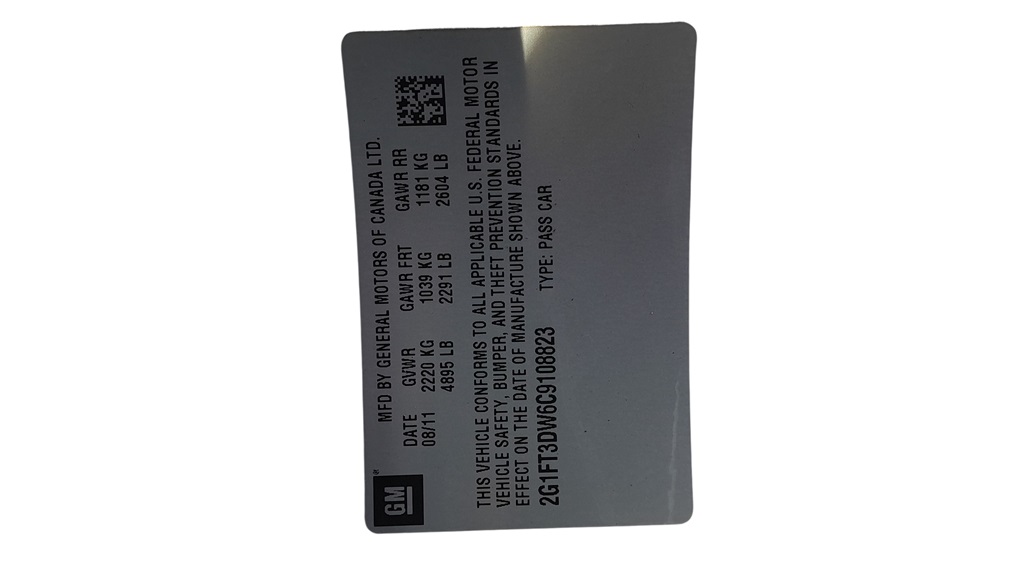 GM
MFD BY GENERAL MOTORS OF CANADA LTD.
DATE GVWR GAWR FRT GAWR RR
08/11 2220 KG 1039 KG 1181 KG
4895 LB 2291 LB 2604 LB
THIS VEHICLE CONFORMS TO ALL APPLICABLE U.S. FEDERAL MOTOR
VEHICLE SAFETY, BUMPER, AND THEFT PREVENTION STANDARDS IN
EFFECT ON THE DATE OF MANUFACTURE SHOWN ABOVE.
2G1FT3DW6C9108823 TYPE: PASS CAR